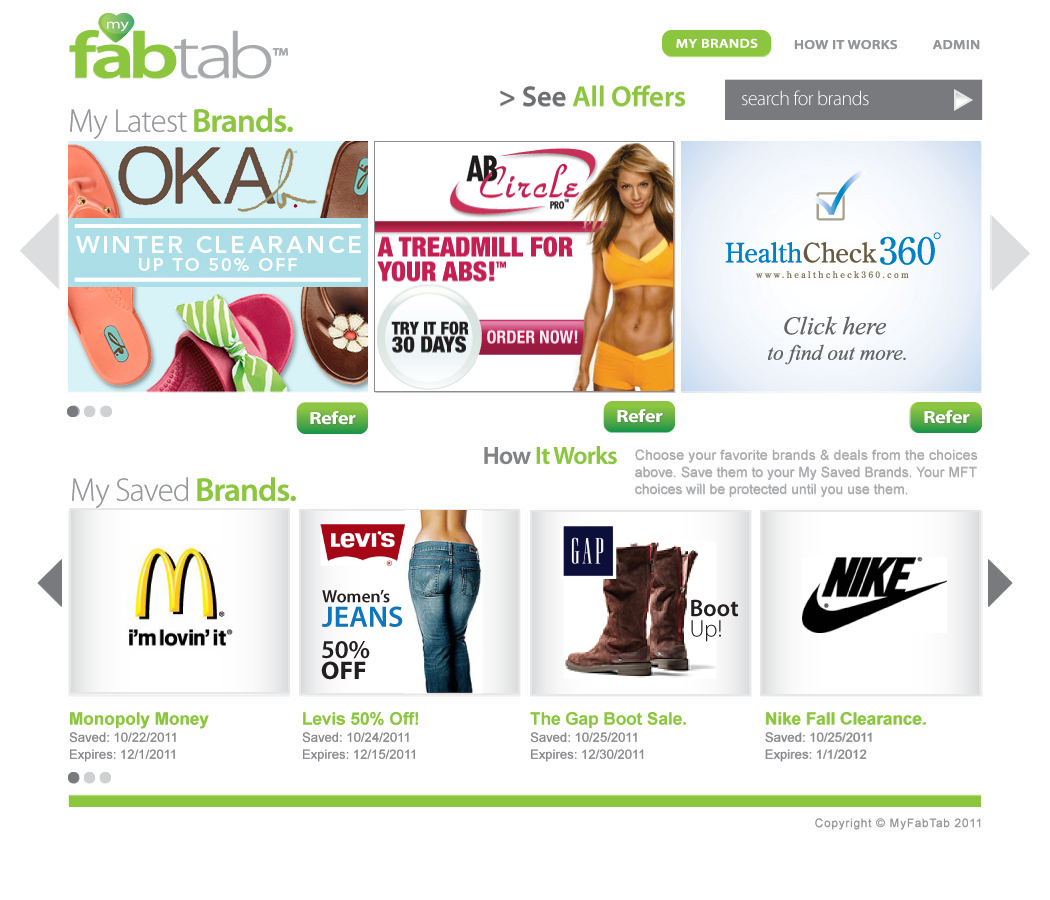 my
fabtab™
MY BRANDS
HOW IT WORKS
ADMIN
> See All Offers
search for brands
My Latest Brands.
OKAb.
WINTER CLEARANCE
UP TO 50% OFF
AB
Circle
PRO™
A TREADMILL FOR
YOUR ABS!™
TRY IT FOR
30 DAYS
ORDER NOW!
HealthCheck360°
www.healthcheck360.com
Click here
to find out more.
Refer
Refer
Refer
How It Works
Choose your favorite brands & deals from the choices
above. Save them to your My Saved Brands. Your MFT
choices will be protected until you use them.
My Saved Brands.
i'm lovin' it®
LEVI'S
®
Women's
JEANS
50%
OFF
GAP
Boot
Up!
NIKE
®
Monopoly Money
Saved: 10/22/2011
Expires: 12/1/2011
Levis 50% Off!
Saved: 10/24/2011
Expires: 12/15/2011
The Gap Boot Sale.
Saved: 10/25/2011
Expires: 12/30/2011
Nike Fall Clearance.
Saved: 10/25/2011
Expires: 1/1/2012
Copyright © MyFabTab 2011